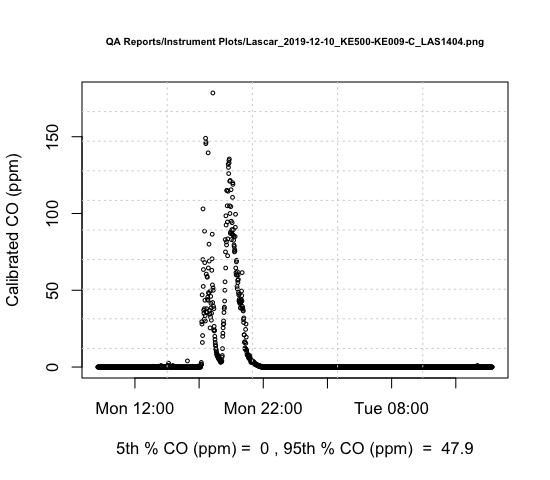 QA Reports/Instrument Plots/Lascar_2019-12-10_KE500-KE009-C_LAS1404.png
150
100
50
0
Calibrated CO (ppm)
Mon 12:00 Mon 22:00 Tue 08:00
5th % CO (ppm) = 0 , 95th % CO (ppm) = 47.9